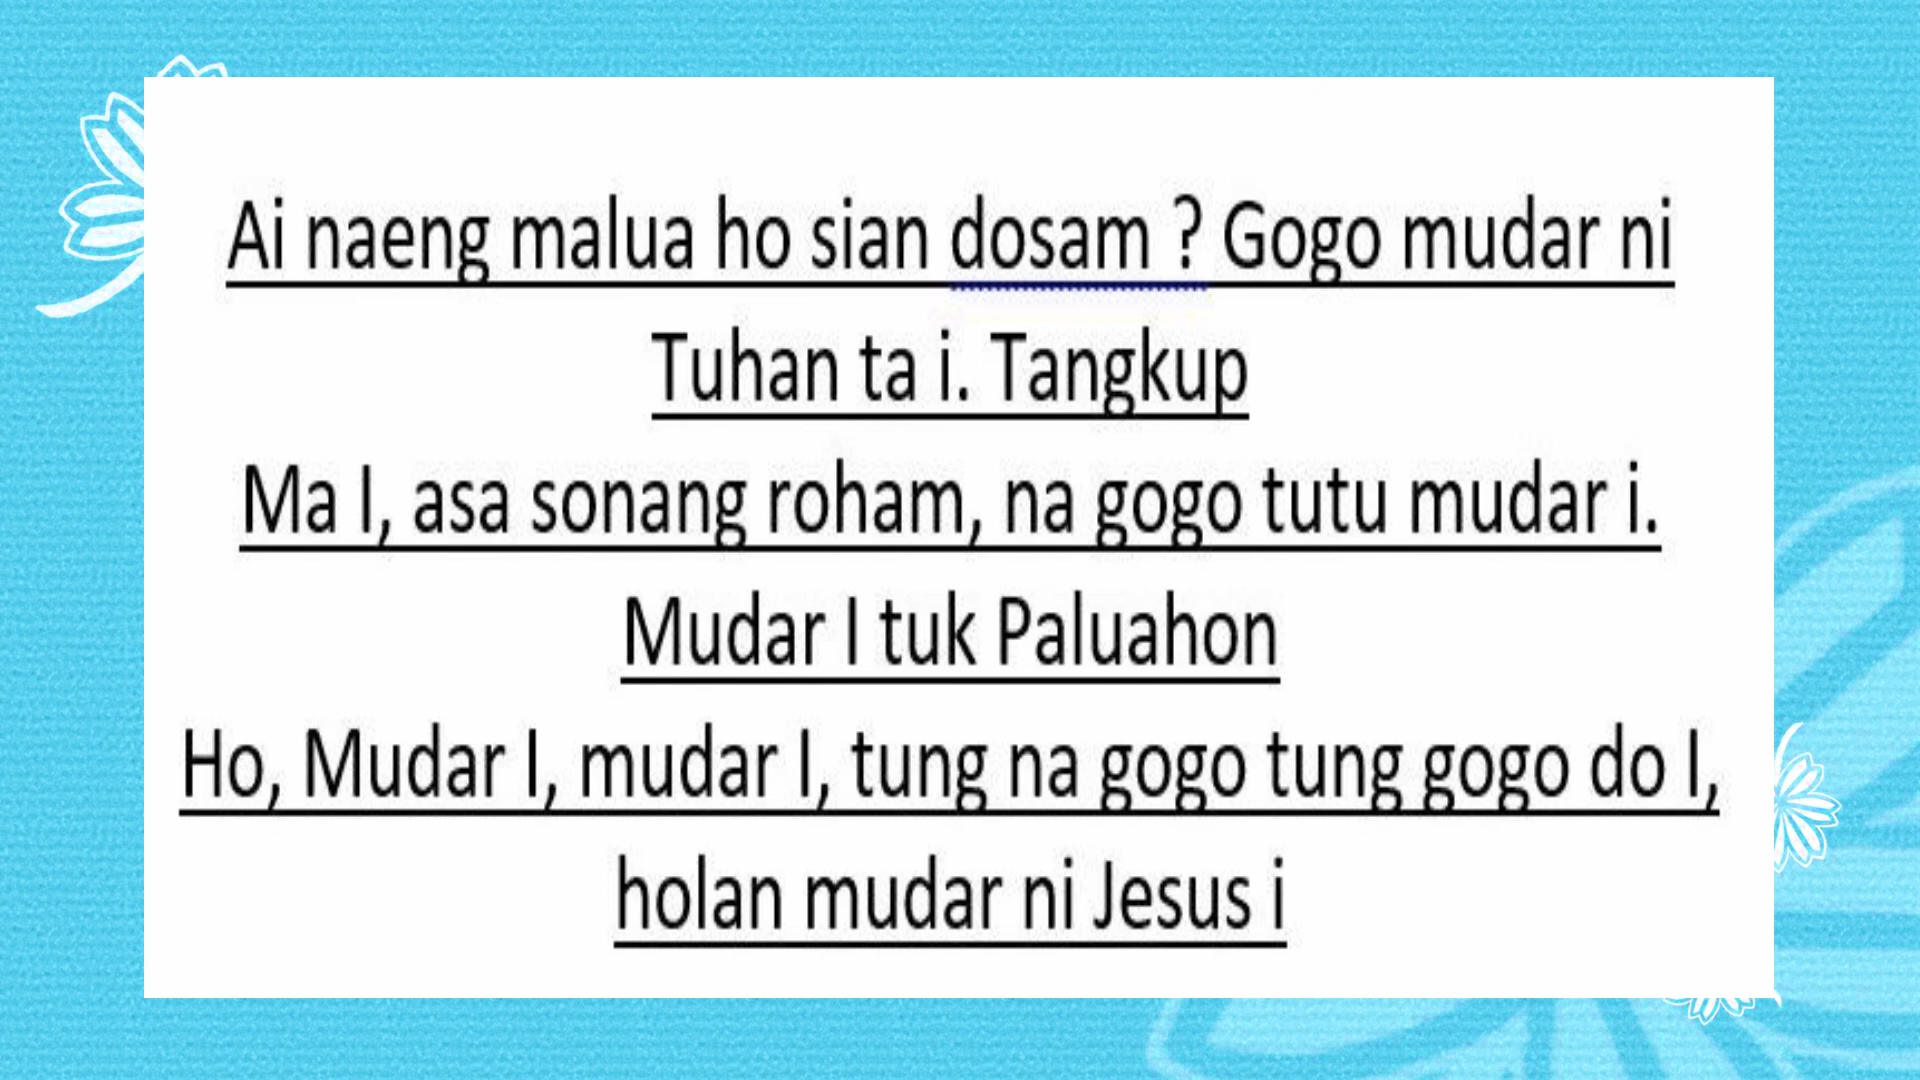 Ai naeng malua ho sian dosam ? Gogo mudar ni
Tuhan ta i. Tangkup
Ma I, asa sonang roham, na gogo tutu mudar i.
Mudar I tuk Paluahon
Ho, Mudar I, mudar I, tung na gogo tung gogo do I,
holan mudar ni Jesus i